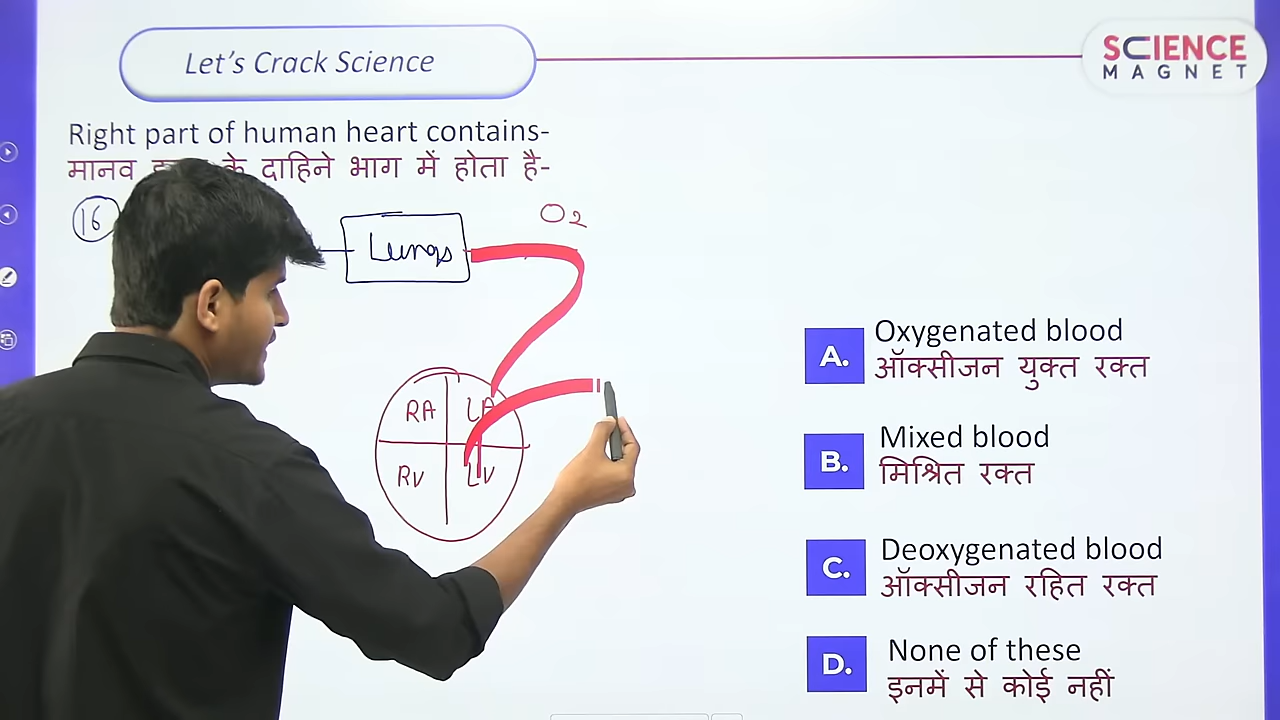 Let's Crack Science
SCIENCE
MAGNET
Right part of human heart contains-
मानव के दाहिने भाग में होता है-
16
Lungs
O2
RA LA
RV LV
A. Oxygenated blood
ऑक्सीजन युक्त रक्त
B. Mixed blood
मिश्रित रक्त
C. Deoxygenated blood
ऑक्सीजन रहित रक्त
D. None of these
इनमें से कोई नहीं